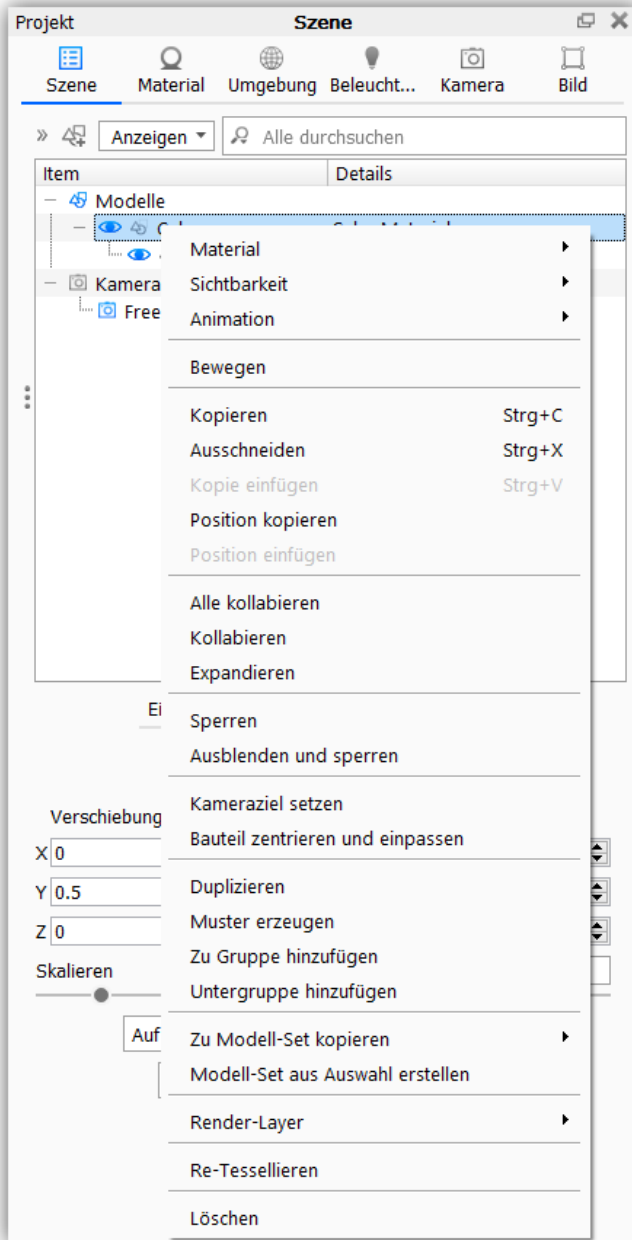 Projekt Szene
Szene Material Umgebung Beleucht... Kamera Bild
» Anzeigen Alle durchsuchen
Item Details
Modelle
Kamera
Free
Material
Sichtbarkeit
Animation
Bewegen
Kopieren Strg+C
Ausschneiden Strg+X
Kopie einfügen Strg+V
Position kopieren
Position einfügen
Alle kollabieren
Kollabieren
Expandieren
Ei
Sperren
Ausblenden und sperren
Kameraziel setzen
Verschiebung
Bauteil zentrieren und einpassen
X 0
Duplizieren
Y 0.5
Muster erzeugen
Z 0
Zu Gruppe hinzufügen
Skalieren
Untergruppe hinzufügen
Auf
Zu Modell-Set kopieren
Modell-Set aus Auswahl erstellen
Render-Layer
Re-Tessellieren
Löschen